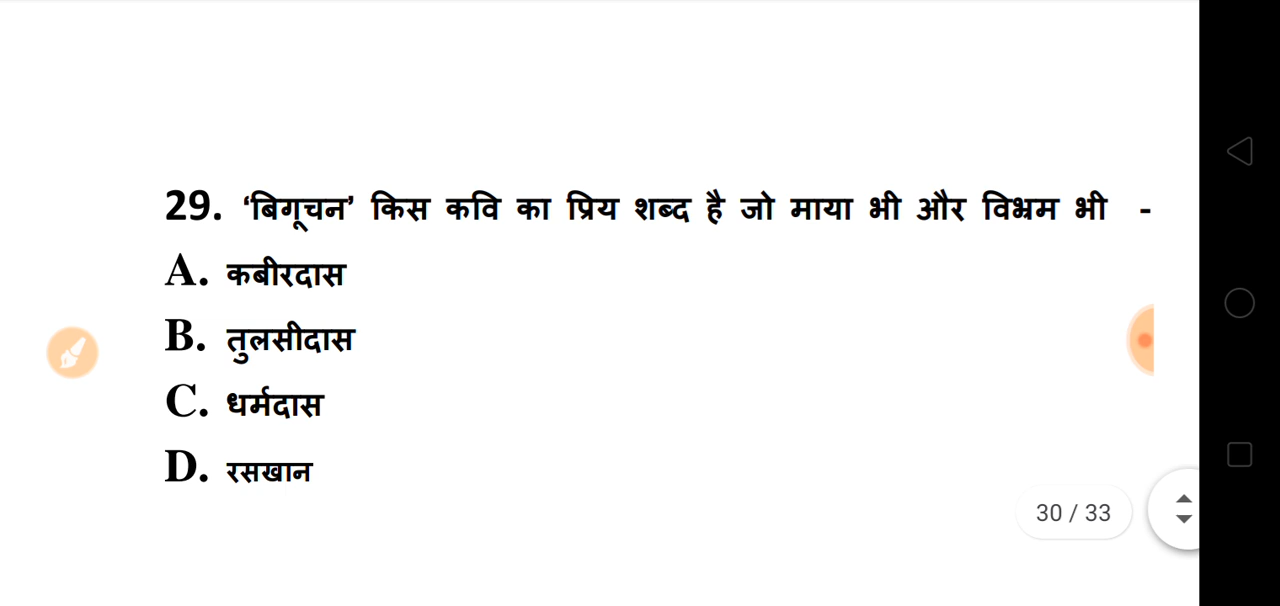 29. ‘बिगूचन’ किस कवि का प्रिय शब्द है जो माया भी और विभ्रम भी -
A. कबीरदास
B. तुलसीदास
C. धर्मदास
D. रसखान
30 / 33